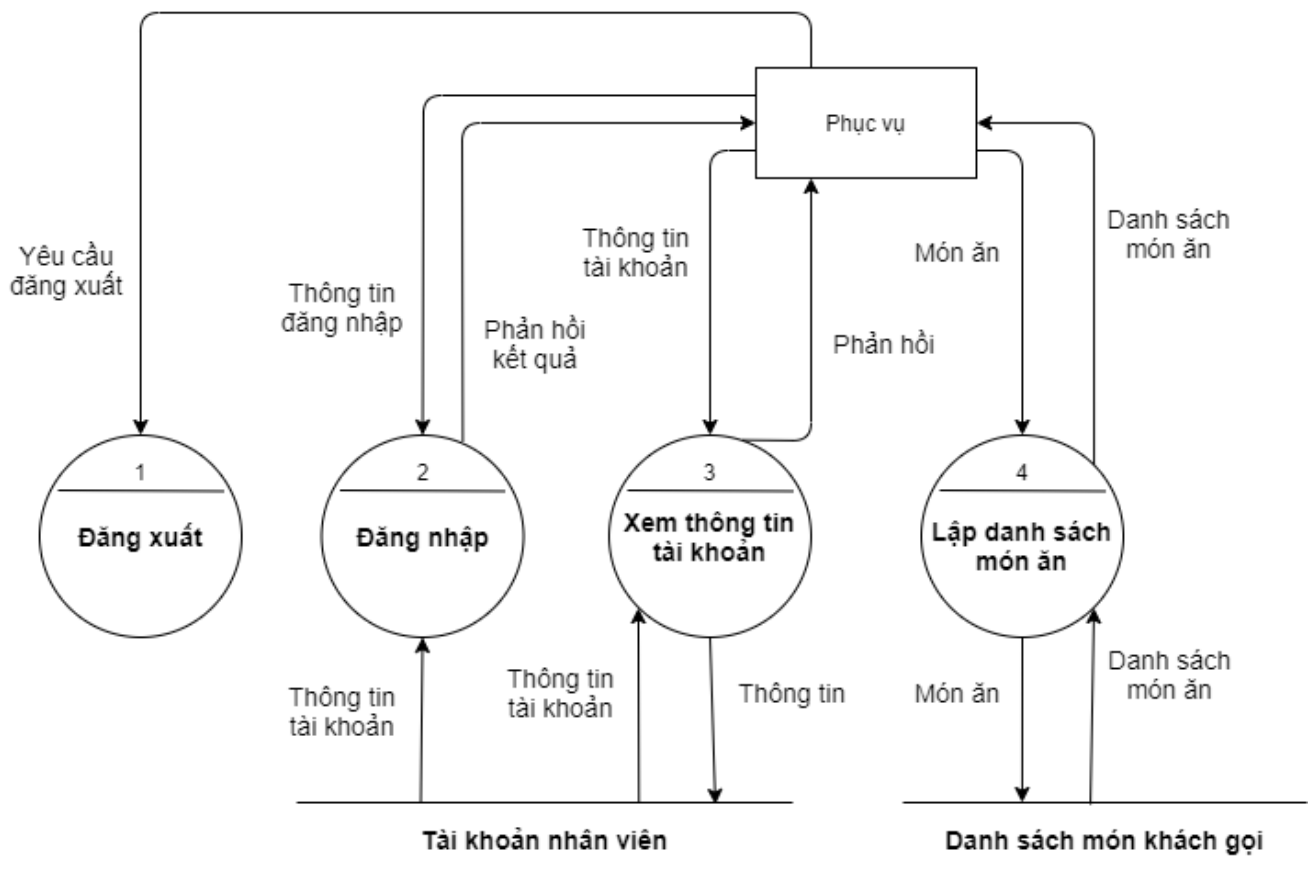 Phục vụ
Yêu cầu
đăng xuất
Thông tin
đăng nhập
Phản hồi
kết quả
Thông tin
tài khoản
Phản hồi
Món ăn
Danh sách
món ăn
1
Đăng xuất
2
Đăng nhập
3
Xem thông tin
tài khoản
4
Lập danh sách
món ăn
Thông tin
tài khoản
Thông tin
tài khoản
Thông tin
Món ăn
Danh sách
món ăn
Tài khoản nhân viên
Danh sách món khách gọi